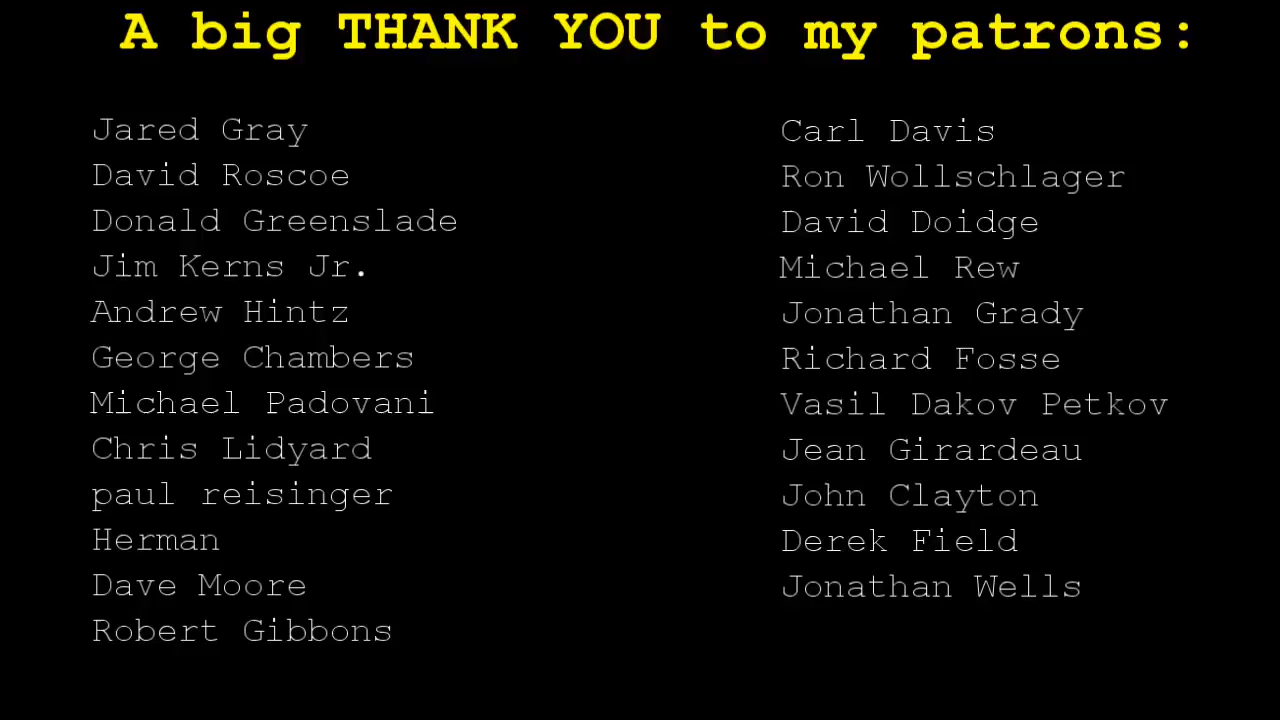 A big THANK YOU to my patrons:
Jared Gray
David Roscoe
Donald Greenslade
Jim Kerns Jr.
Andrew Hintz
George Chambers
Michael Padovani
Chris Lidyard
paul reisinger
Herman
Dave Moore
Robert Gibbons
Carl Davis
Ron Wollschlager
David Doidge
Michael Rew
Jonathan Grady
Richard Fosse
Vasil Dakov Petkov
Jean Girardeau
John Clayton
Derek Field
Jonathan Wells